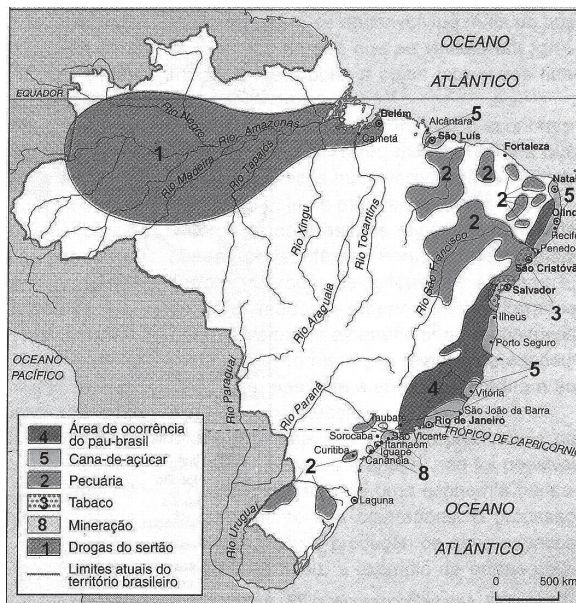 OCEANO
ATLÂNTICO
EQUADOR
Rio Negro
Rio Amazonas
Rio Madeira
Rio Tapajós
1
Belém
Cametá
Alcântara
5
São Luís
Fortaleza
2
2
2
2
Natal
5
Olinda
Recife
Penedo
São Cristóvão
Salvador
3
Ilhéus
Porto Seguro
5
4
Vitória
São João da Barra
Rio de Janeiro
TRÓPICO DE CAPRICÓRNIO
Rio Xingu
Rio Tocantins
Rio Araguaia
Rio São Francisco
Rio Paraguai
Rio Paraná
OCEANO
PACÍFICO
Taubaté
Sorocaba
São Vicente
Itanhaém
Iguape
Cananéia
8
Curitiba
2
Laguna
Rio Uruguai
OCEANO
ATLÂNTICO
0 500 km
4 Área de ocorrência
do pau-brasil
5 Cana-de-açúcar
2 Pecuária
3 Tabaco
8 Mineração
1 Drogas do sertão
Limites atuais do
território brasileiro